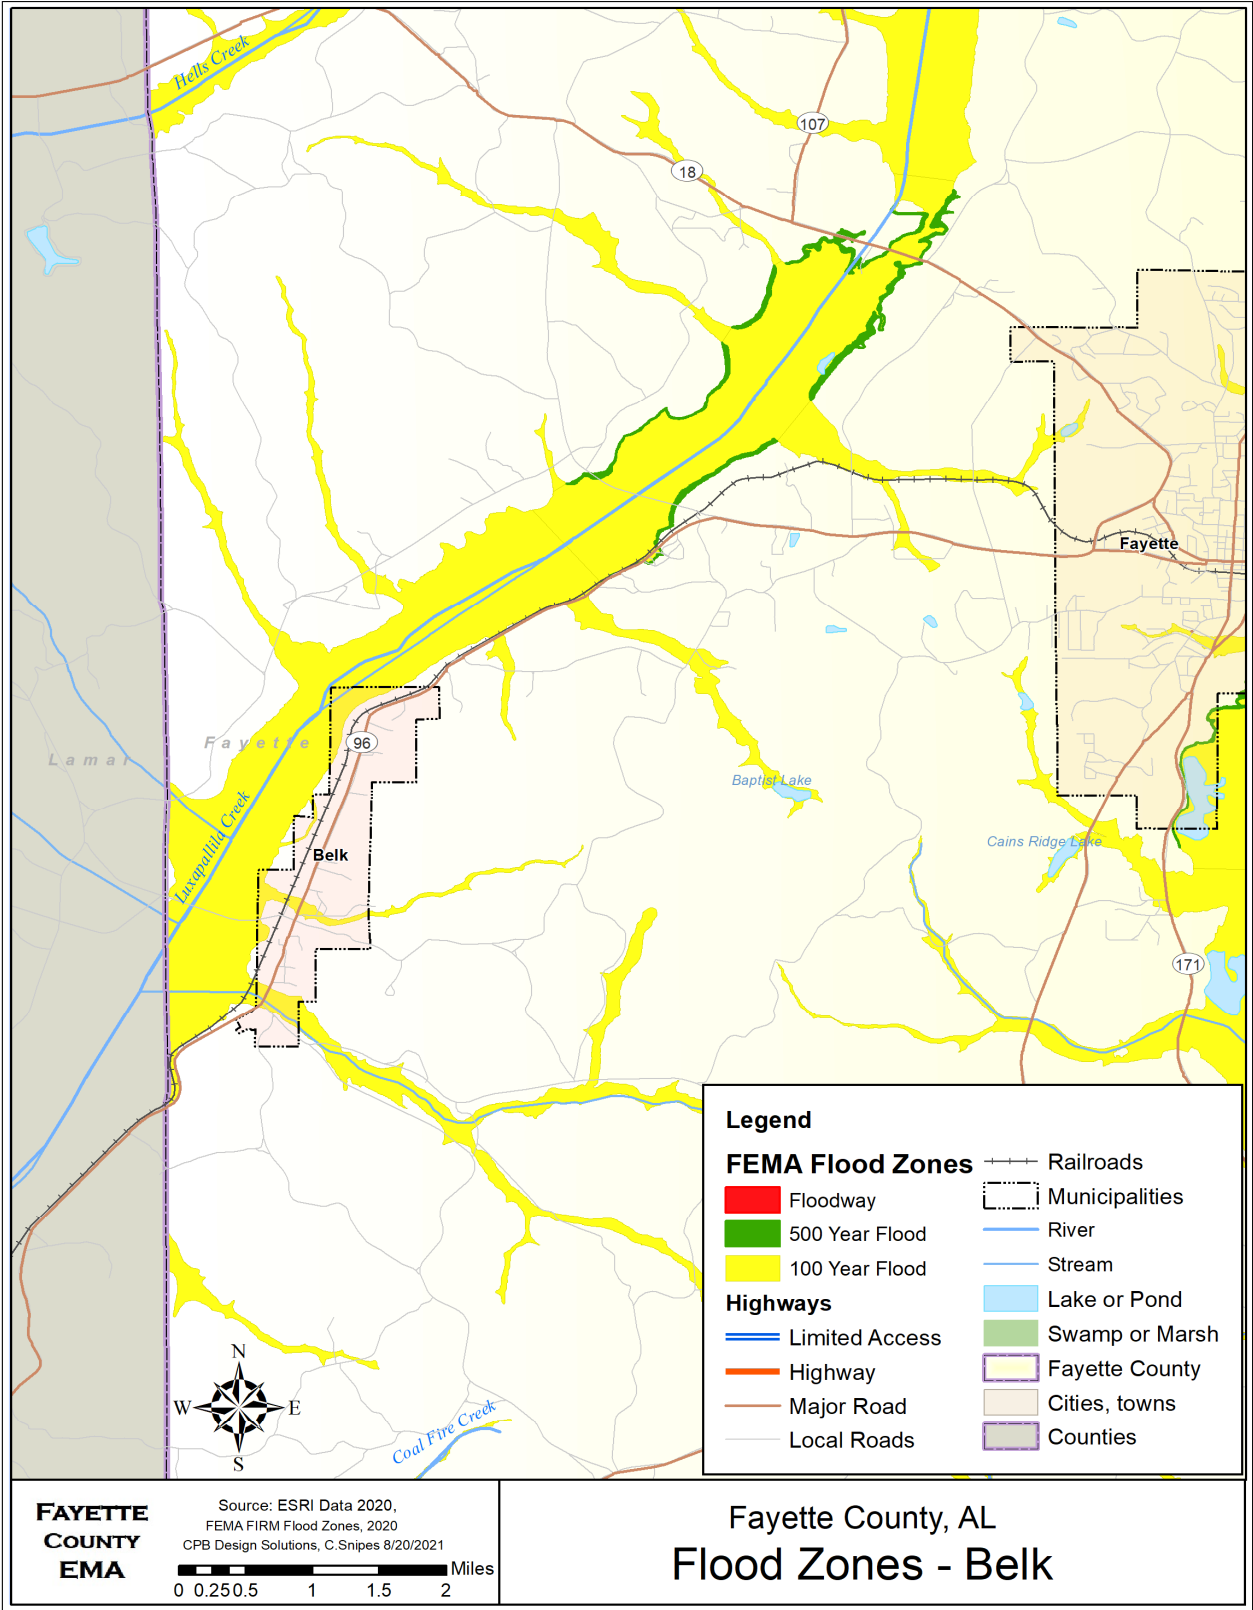 Hells Creek
107
18
Fayette
Fayette
96
Lamar
Luxapallila Creek
Baptist Lake
Cains Ridge Lake
Belk
171
Coal Fire Creek
N
W
E
S
Legend
FEMA Flood Zones
Floodway
500 Year Flood
100 Year Flood
Highways
Limited Access
Highway
Major Road
Local Roads
Railroads
Municipalities
River
Stream
Lake or Pond
Swamp or Marsh
Fayette County
Cities, towns
Counties
FAYETTE
COUNTY
EMA
Source: ESRI Data 2020,
FEMA FIRM Flood Zones, 2020
CPB Design Solutions, C.Snipes 8/20/2021
Miles
0 0.25 0.5 1 1.5 2
Fayette County, AL
Flood Zones - Belk